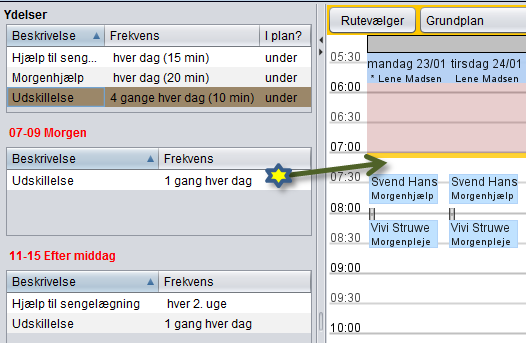 Ydelser
Beskrivelse Frekvens I plan?
Hjælp til seng... hver dag (15 min) under
Morgenhjælp hver dag (20 min) under
Udskillelse 4 gange hver dag (10 min) under
07-09 Morgen
Beskrivelse Frekvens
Udskillelse 1 gang hver dag
11-15 Efter middag
Beskrivelse Frekvens
Hjælp til sengelægning hver 2. uge
Udskillelse 1 gang hver dag
Rutevælger Grundplan
05:30
mandag 23/01 tirsdag 24/01
* Lene Madsen Lene Madsen
06:00
06:30
07:00
07:30
Svend Hans Svend Hans
Morgenhjælp Morgenhjælp
08:00
Vivi Struwe Vivi Struwe
08:30
Morgenpleje Morgenpleje
09:00
09:30
10:00